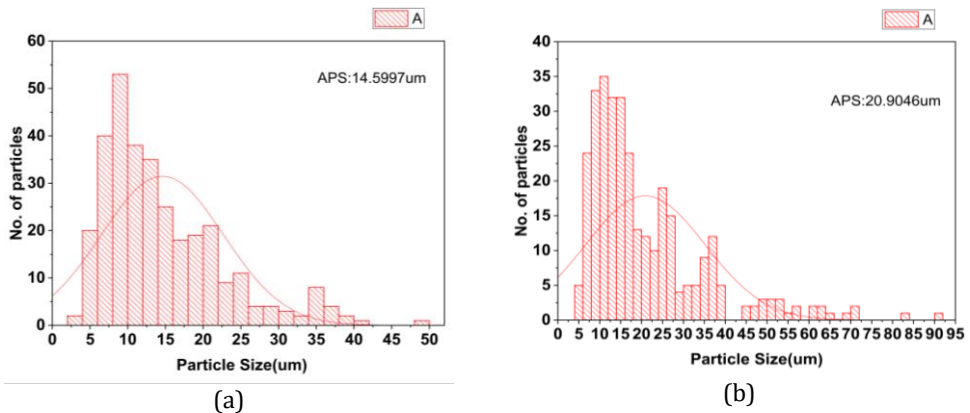 A
60
50
40
30
20
10
0
No. of particles
APS:14.5997um
0 5 10 15 20 25 30 35 40 45 50
Particle Size(um)
(a)
A
40
35
30
25
20
15
10
5
0
No. of particles
APS:20.9046um
0 5 10 15 20 25 30 35 40 45 50 55 60 65 70 75 80 85 90 95
Particle Size(um)
(b)